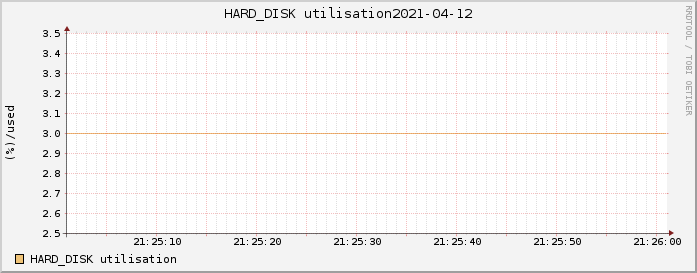 HARD_DISK utilisation2021-04-12
RRDTOOL / TOBI OETIKER
(%)/used
3.5
3.4
3.3
3.2
3.1
3.0
2.9
2.8
2.7
2.6
2.5
21:25:10 21:25:20 21:25:30 21:25:40 21:25:50 21:26:00
HARD_DISK utilisation